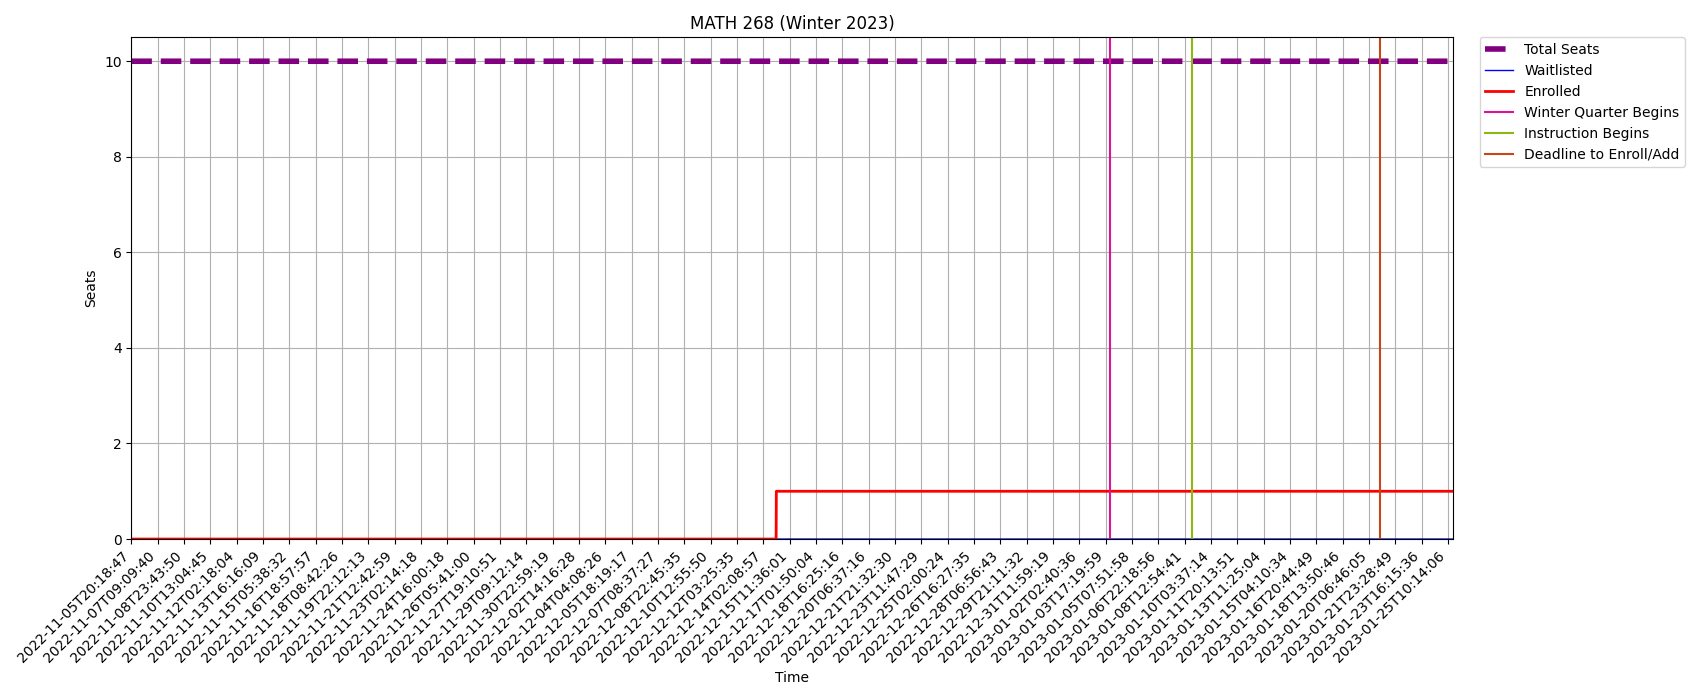 MATH 268 (Winter 2023)
Total Seats
Waitlisted
Enrolled
Winter Quarter Begins
Instruction Begins
Deadline to Enroll/Add
Seats
10
8
6
4
2
0
2022-11-05T20:18:47
2022-11-07T09:09:40
2022-11-08T23:43:50
2022-11-10T13:04:45
2022-11-12T02:18:04
2022-11-13T16:16:09
2022-11-15T05:38:32
2022-11-16T18:57:57
2022-11-18T08:42:26
2022-11-19T22:12:13
2022-11-21T12:42:59
2022-11-23T02:14:18
2022-11-24T16:00:18
2022-11-26T05:41:00
2022-11-27T19:10:51
2022-11-29T09:12:14
2022-11-30T22:59:19
2022-12-02T14:16:28
2022-12-04T04:08:26
2022-12-05T18:19:17
2022-12-07T08:37:27
2022-12-08T22:45:35
2022-12-10T12:55:50
2022-12-12T03:25:35
2022-12-14T02:08:57
2022-12-15T11:36:01
2022-12-17T01:50:04
2022-12-18T16:25:16
2022-12-20T06:37:16
2022-12-21T21:32:30
2022-12-23T11:47:29
2022-12-25T02:00:24
2022-12-26T16:27:35
2022-12-28T06:56:43
2022-12-29T21:11:32
2022-12-31T11:59:19
2023-01-02T02:40:36
2023-01-03T17:19:59
2023-01-05T07:51:58
2023-01-06T22:18:56
2023-01-08T12:54:41
2023-01-10T03:37:14
2023-01-11T20:13:51
2023-01-13T11:25:04
2023-01-15T04:10:34
2023-01-16T20:44:49
2023-01-18T13:50:46
2023-01-20T06:46:05
2023-01-21T23:28:49
2023-01-23T16:15:36
2023-01-25T10:14:06
Time